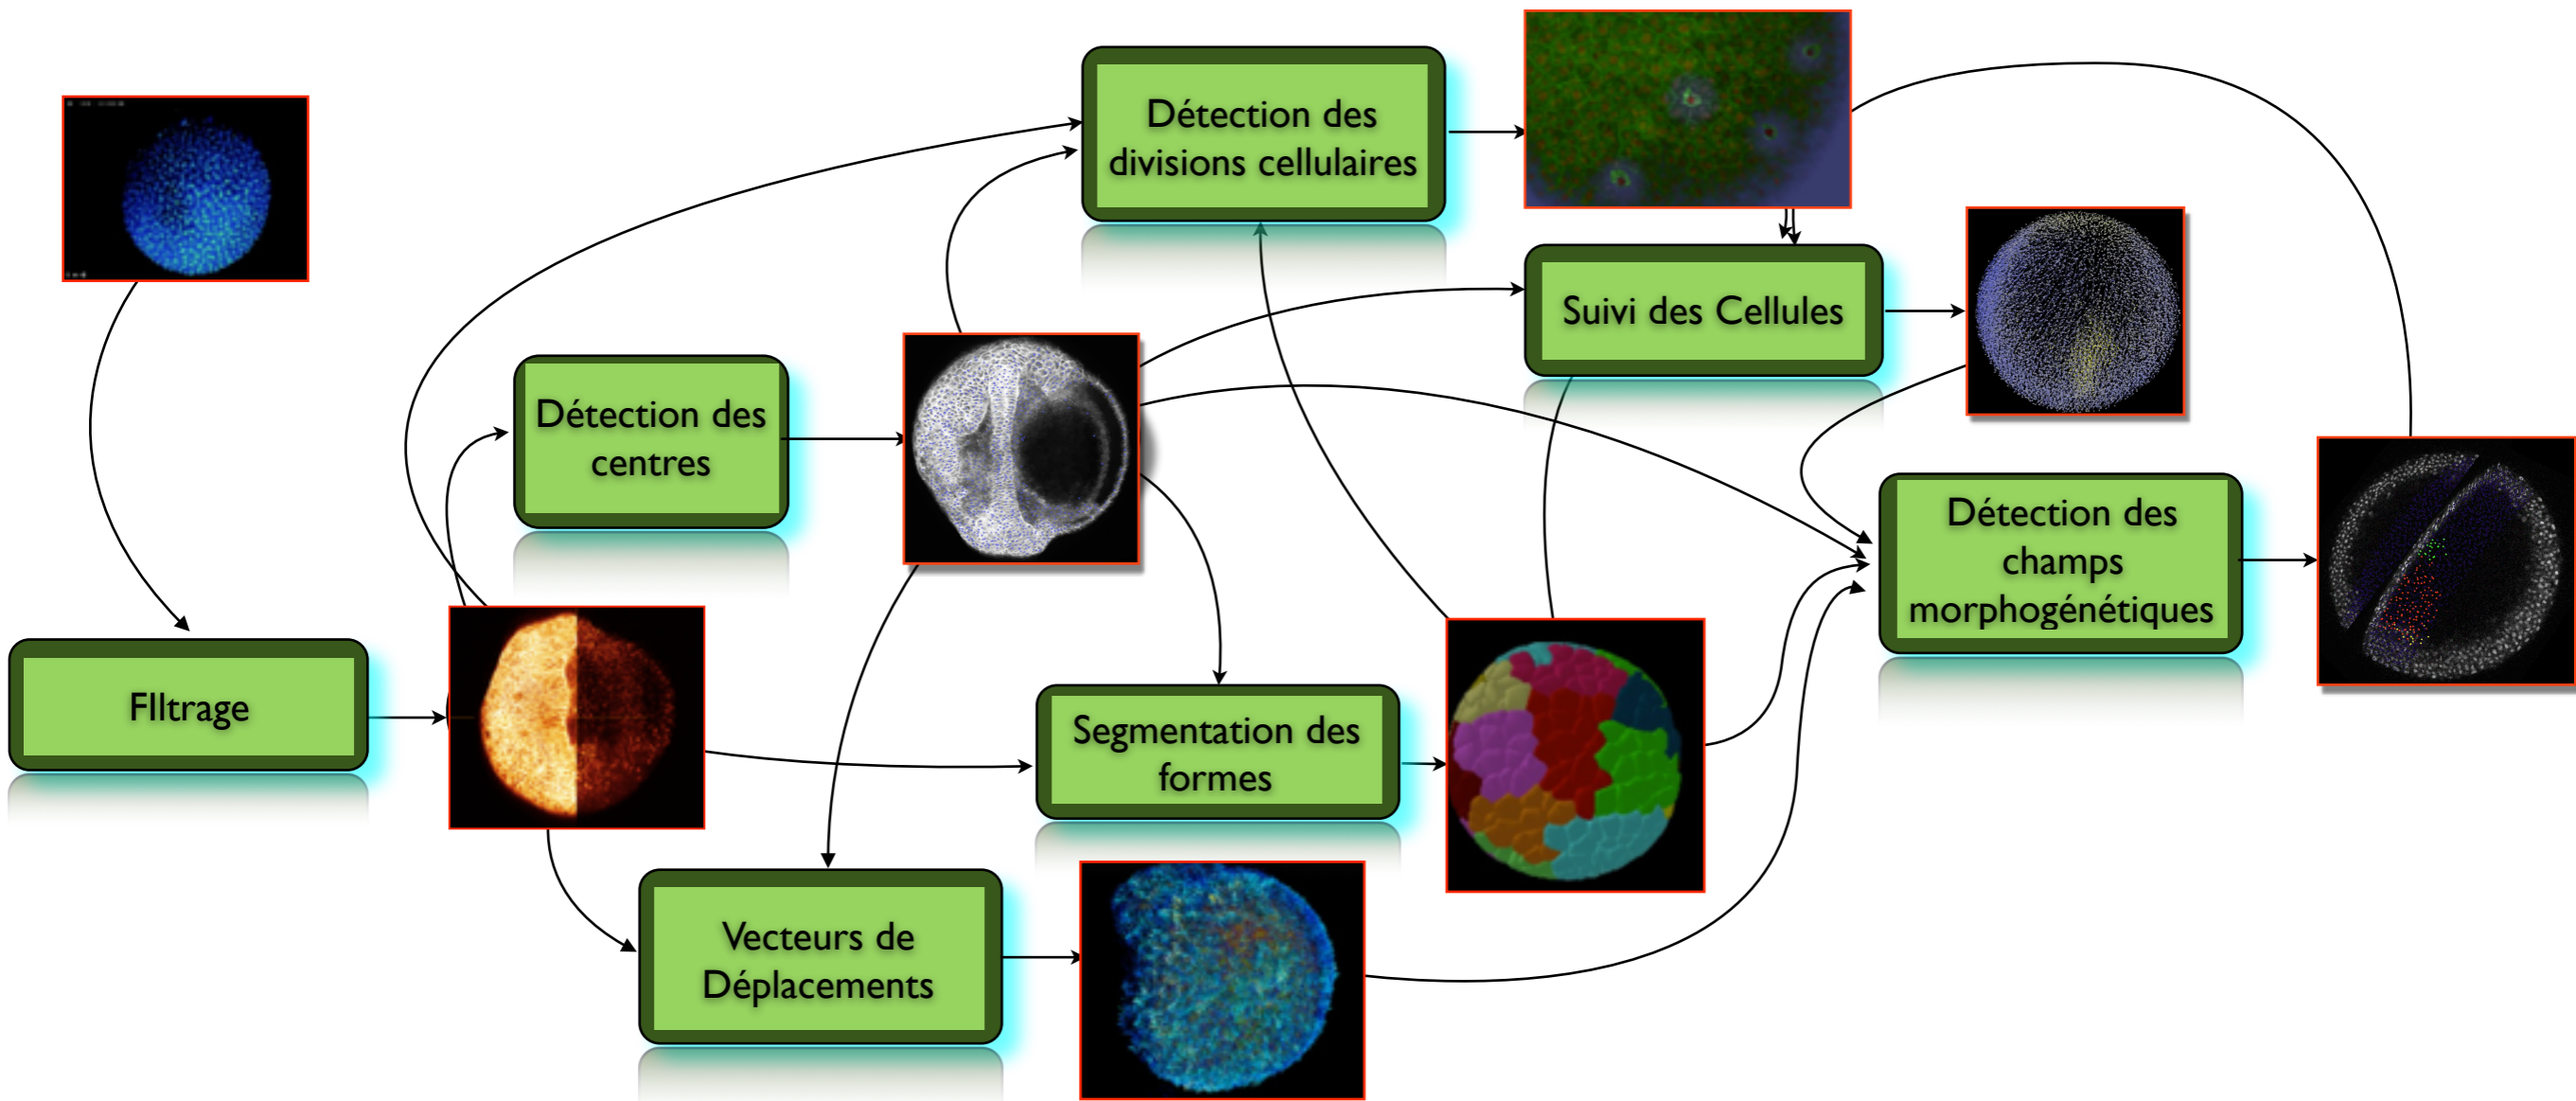 Détection des
divisions cellulaires
Suivi des Cellules
Détection des
centres
Détection des
champs
morphogénétiques
FIltrage
Segmentation des
formes
Vecteurs de
Déplacements